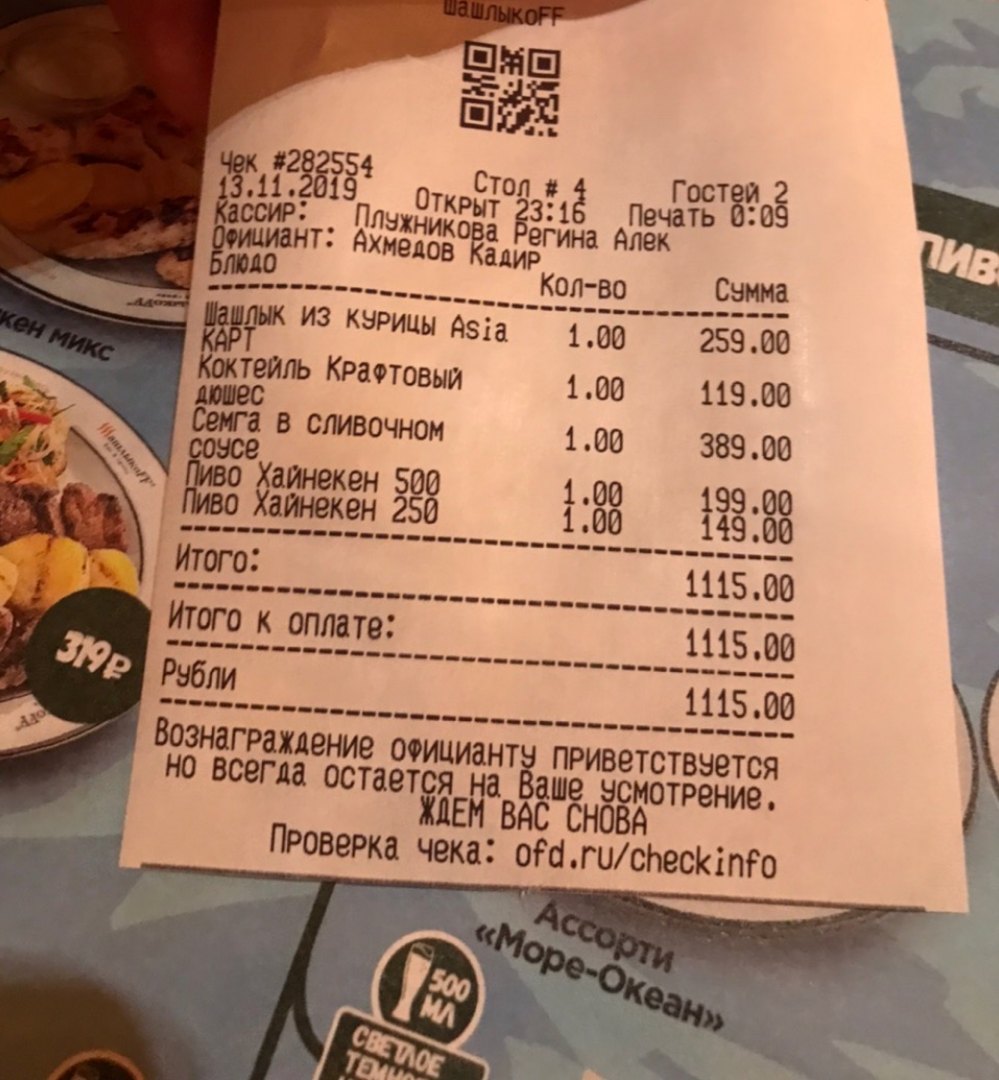 шашлыкоFF
Чек #282554 Стол # 4 Гостей 2
13.11.2019 Открыт 23:16 Печать 0:09
Кассир: Плужникова Регина Алек
Официант: Ахмедов Кадир
Блюдо Кол-во Сумма
Шашлык из курицы Asia 1.00 259.00
КАРТ
Коктейль Крафтовый 1.00 119.00
дюшес
Семга в сливочном 1.00 389.00
соусе
Пиво Хайнекен 500 1.00 199.00
Пиво Хайнекен 250 1.00 149.00
Итого: 1115.00
Итого к оплате: 1115.00
Рубли 1115.00
Вознаграждение официанту приветствуется
но всегда остается на Ваше усмотрение.
ЖДЕМ ВАС СНОВА
Проверка чека: ofd.ru/checkinfo
микс
ШашлыкоFF
319₽
Ассорти
«Море-Океан»
500
МЛ
СВЕТЛОЕ